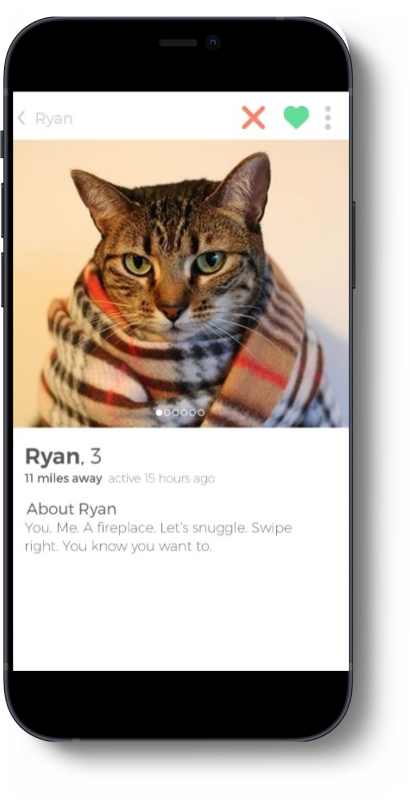 Ryan
Ryan, 3
11 miles away active 15 hours ago
About Ryan
You. Me. A fireplace. Let's snuggle. Swipe
right. You know you want to.